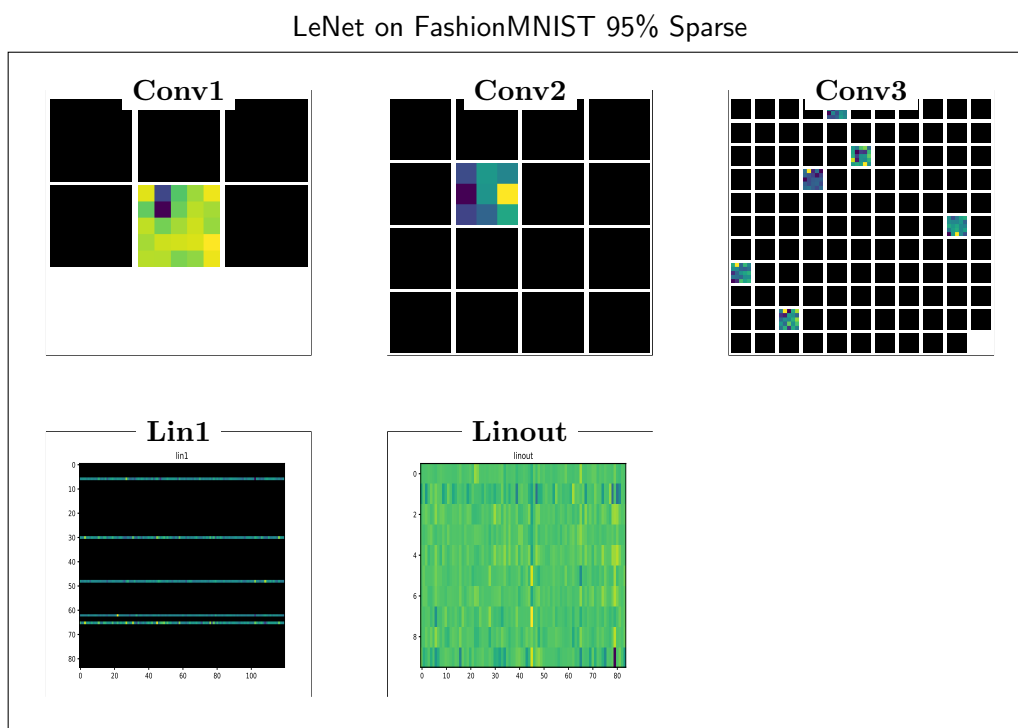 LeNet on FashionMNIST 95% Sparse
Conv1
Conv2
Conv3
Lin1
lin1
0
10
20
30
40
50
60
70
80
0 20 40 60 80 100
Linout
linout
0
2
4
6
8
0 10 20 30 40 50 60 70 80